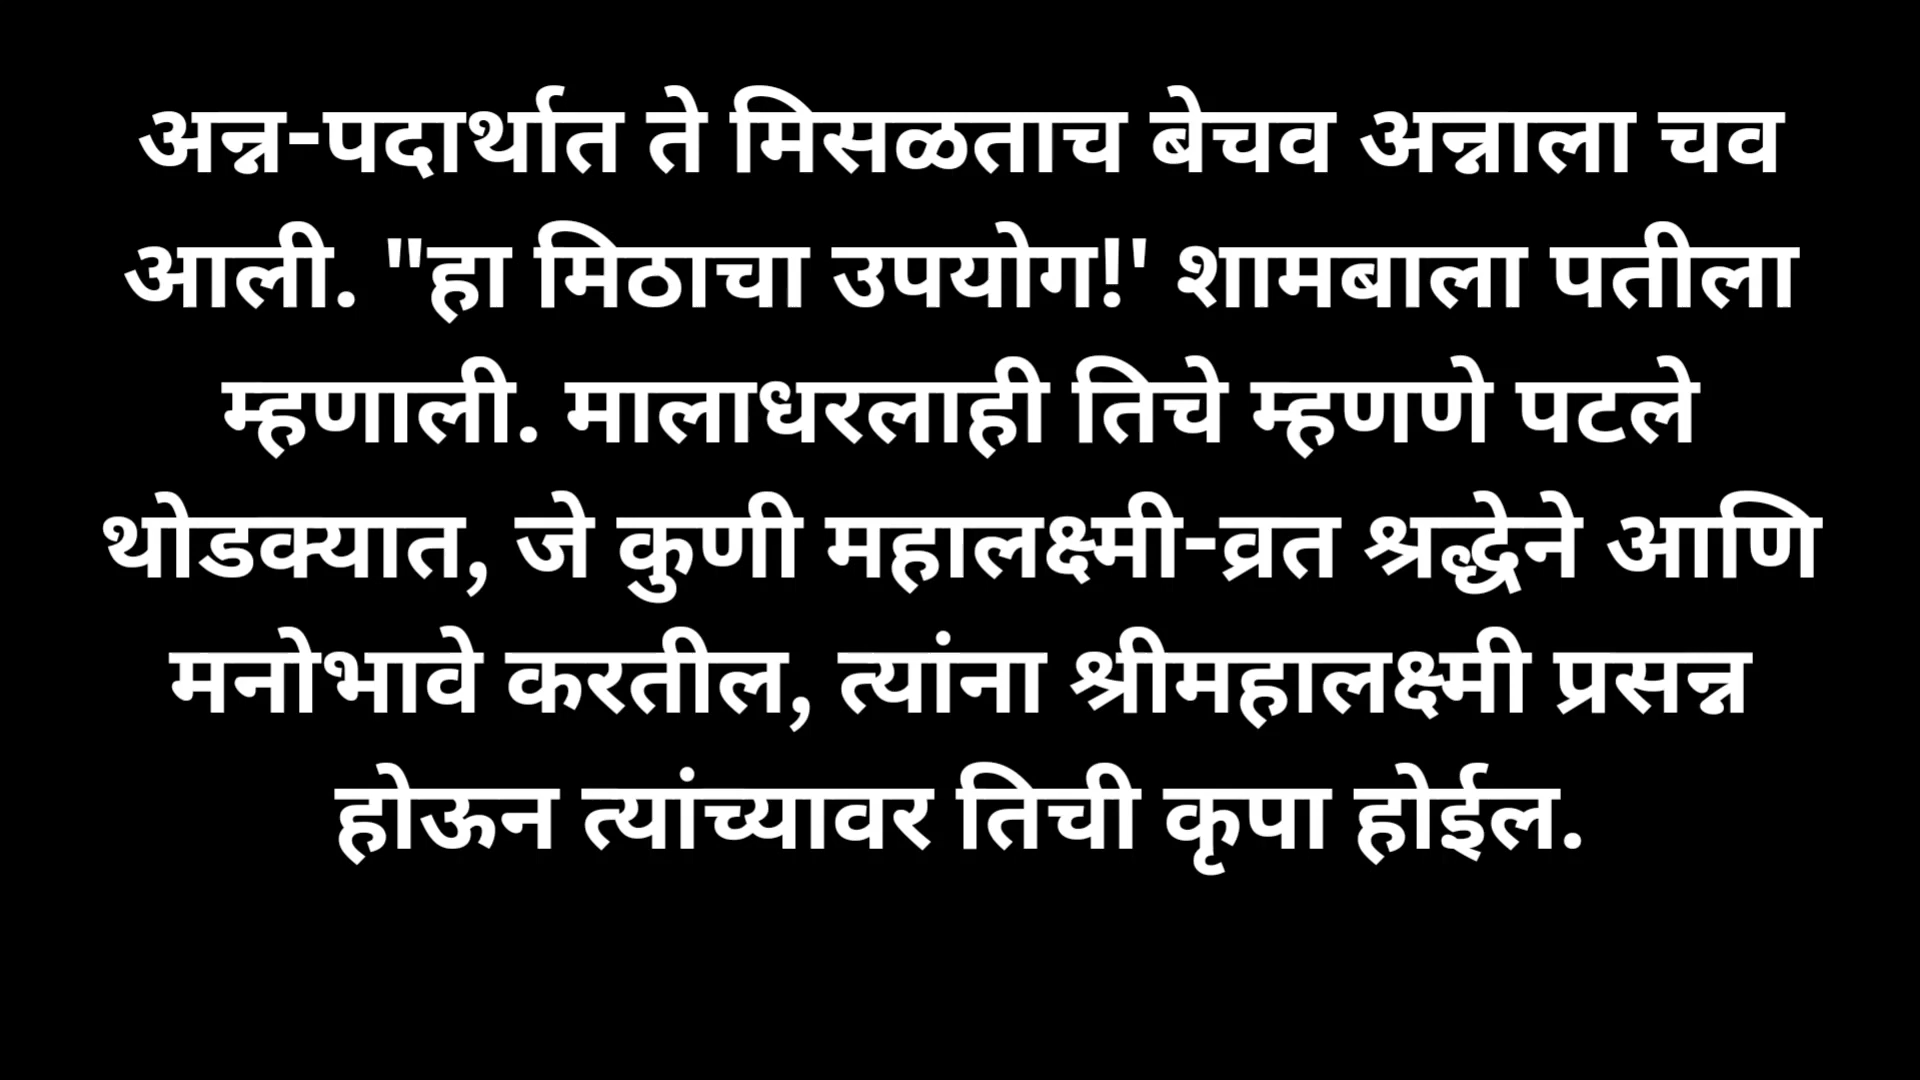 अन्न-पदार्थात ते मिसळताच बेचव अन्नाला चव
आली. "हा मिठाचा उपयोग!' शामबाला पतीला
म्हणाली. मालाधरलाही तिचे म्हणणे पटले
थोडक्यात, जे कुणी महालक्ष्मी-व्रत श्रद्धेने आणि
मनोभावे करतील, त्यांना श्रीमहालक्ष्मी प्रसन्न
होऊन त्यांच्यावर तिची कृपा होईल.